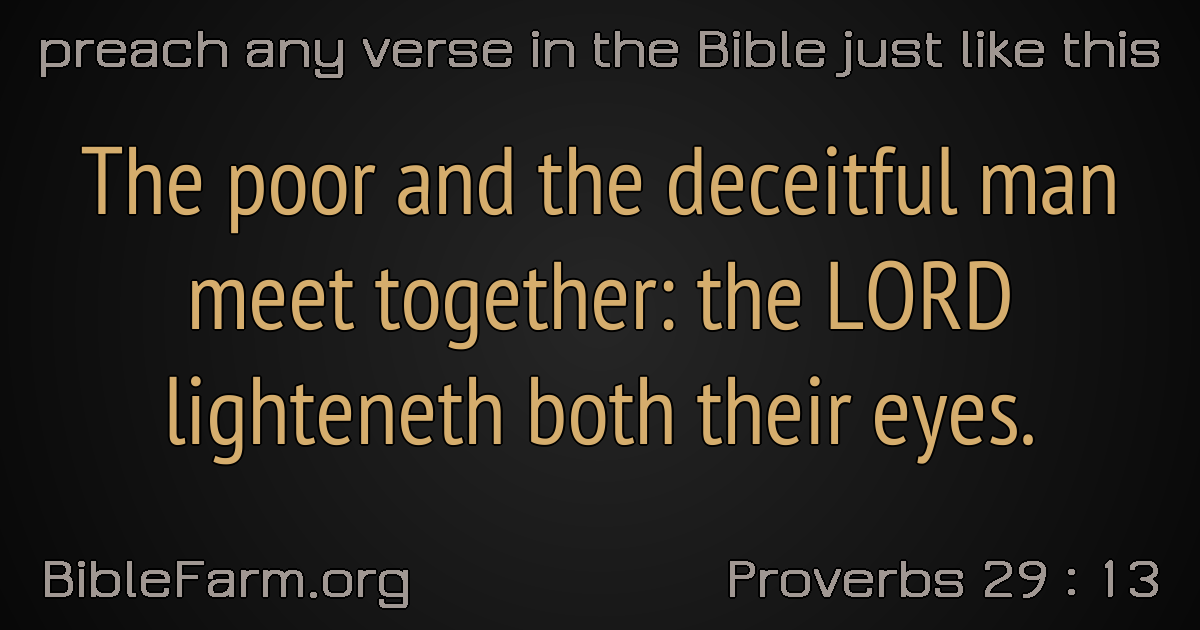 preach any verse in the Bible just like this
The poor and the deceitful man
meet together: the LORD
lighteneth both their eyes.
BibleFarm.org
Proverbs 29 : 13